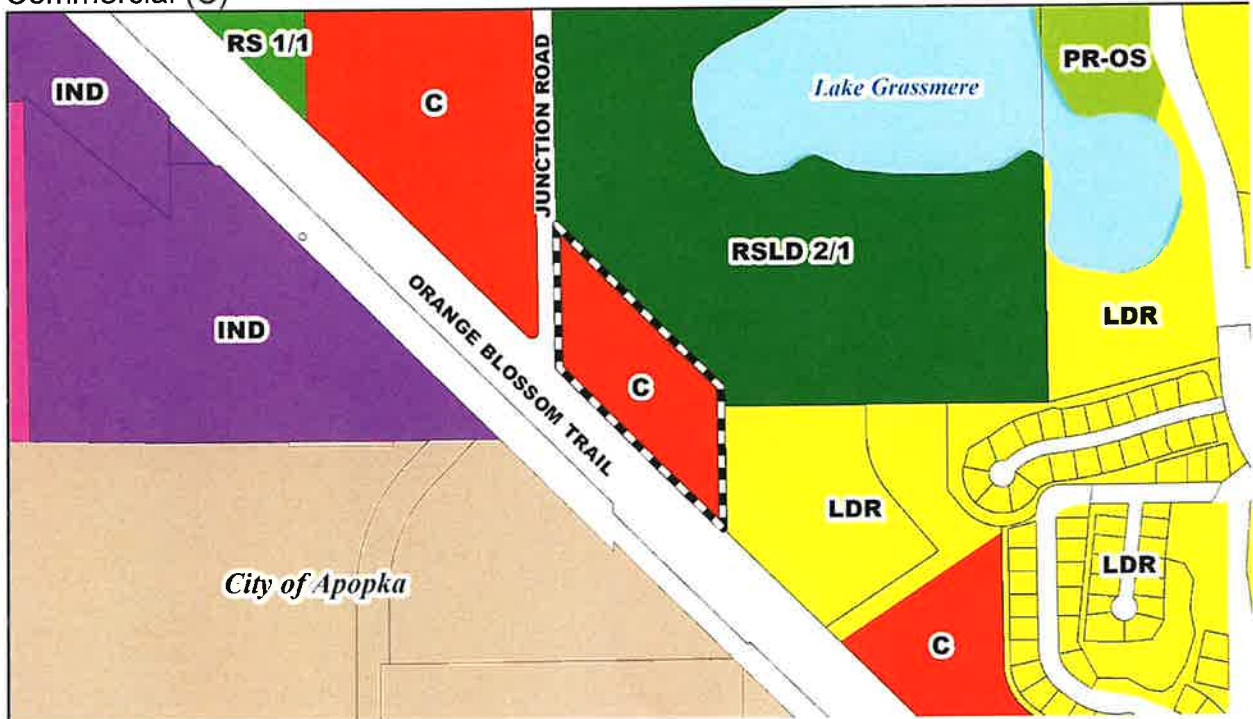 Commercial (C)
RS 1/1
IND
C
JUNCTION ROAD
Lake Grassmere
PR-OS
RSLD 2/1
LDR
IND
ORANGE BLOSSOM TRAIL
C
LDR
LDR
City of Apopka
C